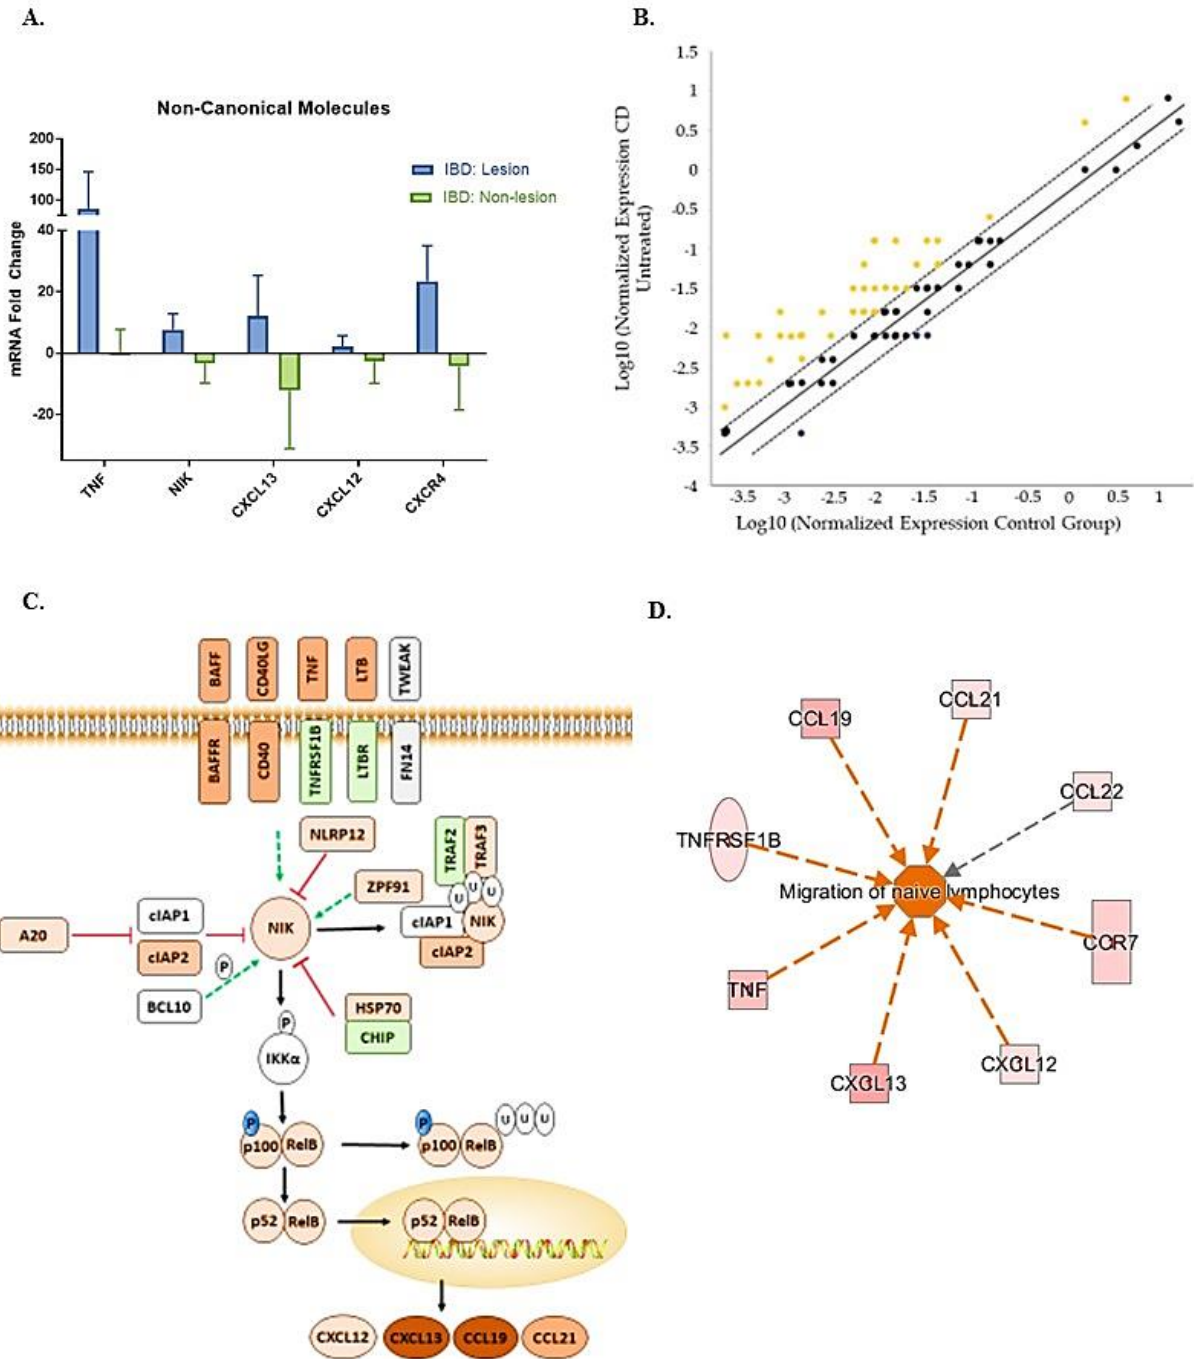 A.
Non-Canonical Molecules
mRNA Fold Change
200
150
100
40
20
0
-20
IBD: Lesion
IBD: Non-lesion
TNF
NIK
CXCL13
CXCL12
CXCR4
B.
Log10 (Normalized Expression CD
Untreated)
1.5
1
0.5
0
-0.5
-1
-1.5
-2
-2.5
-3
-3.5
-4
-3.5 -3 -2.5 -2 -1.5 -1 -0.5 0 0.5 1
Log10 (Normalized Expression Control Group)
C.
BAFF
CD40LG
TNF
LTB
TWEAK
BAFFR
CD40
TNFRSF1B
LTBR
FN14
NLRP12
TRAF2
TRAF3
ZPF91
U
U
U
A20
cIAP1
cIAP2
NIK
cIAP1
NIK
cIAP2
P
BCL10
HSP70
CHIP
P
IKKα
P
p100
RelB
P
p100
RelB
U
U
U
p52
RelB
p52
RelB
CXCL12
CXCL13
CCL19
CCL21
D.
CCL19
CCL21
CCL22
TNFRSF1B
Migration of naive lymphocytes
CCR7
TNF
CXCL13
CXCL12